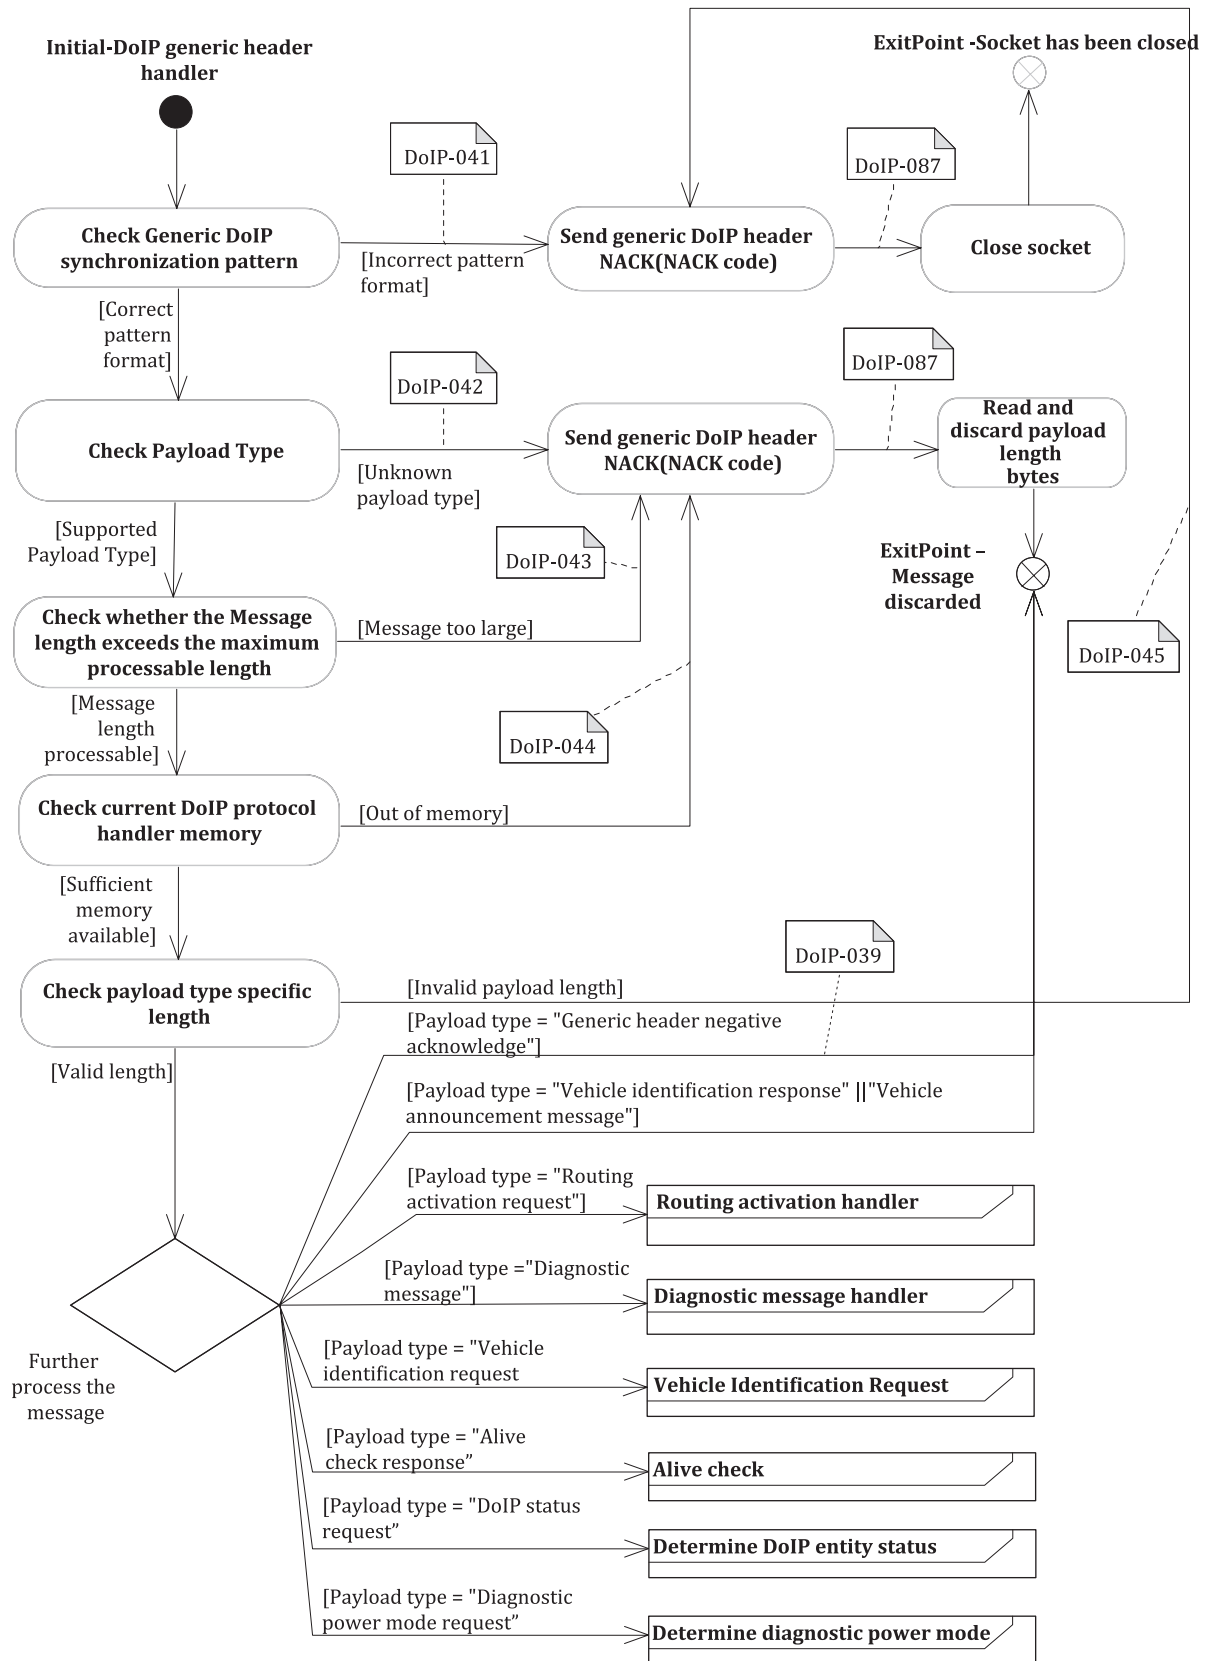 Initial-DoIP generic header
handler
ExitPoint -Socket has been closed
DoIP-041
DoIP-087
Check Generic DoIP
synchronization pattern
[Incorrect pattern
format]
Send generic DoIP header
NACK(NACK code)
Close socket
[Correct
pattern
format]
DoIP-042
DoIP-087
Check Payload Type
[Unknown
payload type]
Send generic DoIP header
NACK(NACK code)
Read and
discard payload
length
bytes
[Supported
Payload Type]
DoIP-043
ExitPoint –
Message
discarded
Check whether the Message
length exceeds the maximum
processable length
[Message too large]
DoIP-045
[Message
length
processable]
DoIP-044
Check current DoIP protocol
handler memory
[Out of memory]
[Sufficient
memory
available]
DoIP-039
Check payload type specific
length
[Invalid payload length]
[Payload type = "Generic header negative
acknowledge"]
[Valid length]
[Payload type = "Vehicle identification response" ||"Vehicle
announcement message"]
[Payload type = "Routing
activation request"]
Routing activation handler
[Payload type ="Diagnostic
message"]
Diagnostic message handler
Further
process the
message
[Payload type = "Vehicle
identification request
Vehicle Identification Request
[Payload type = "Alive
check response”
Alive check
[Payload type = "DoIP status
request”
Determine DoIP entity status
[Payload type = "Diagnostic
power mode request”
Determine diagnostic power mode